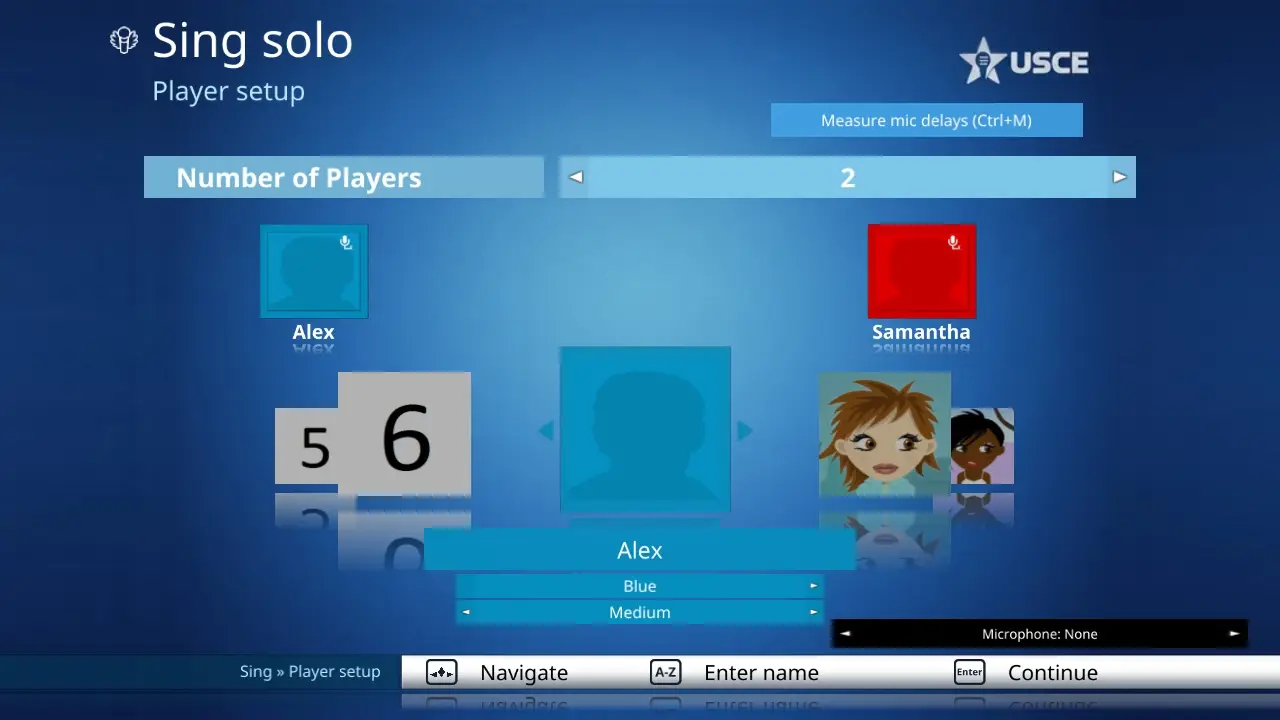 Sing solo
USCE
Player setup
Measure mic delays (Ctrl+M)
Number of Players
2
Alex
Samantha
5
6
Alex
Blue
Medium
Microphone: None
Sing » Player setup
Navigate
A-Z
Enter name
Enter
Continue